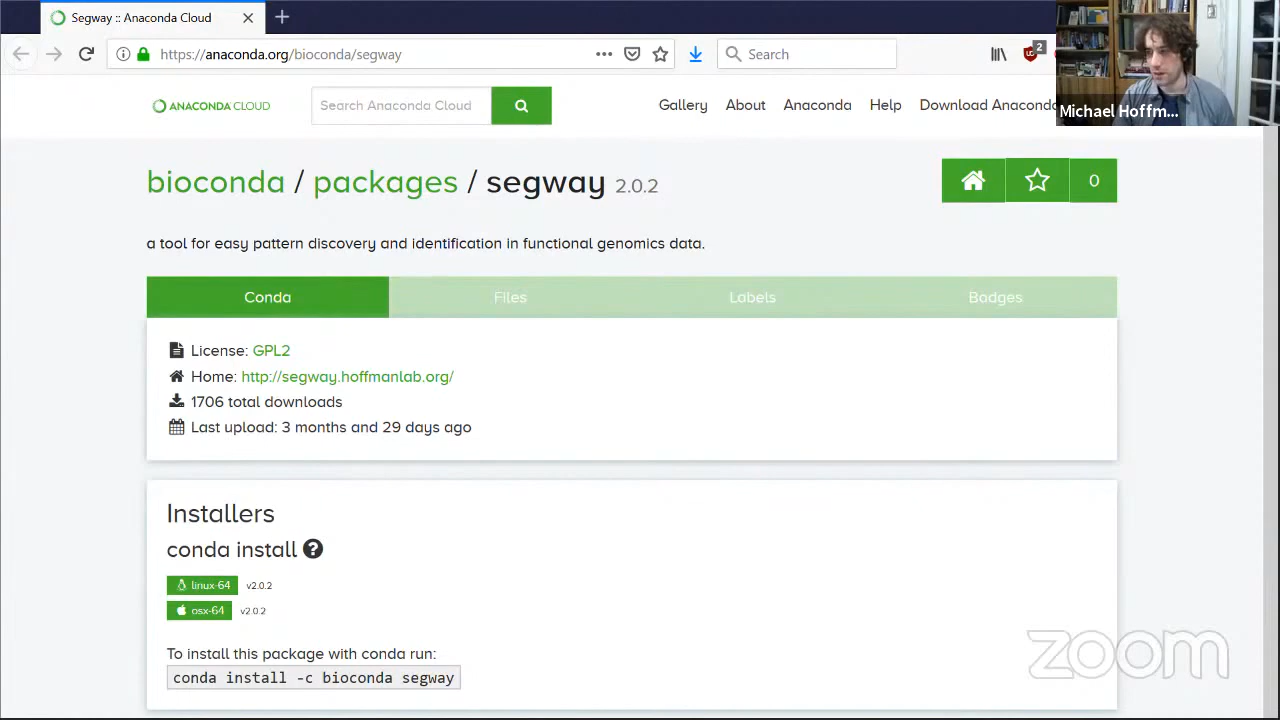 Segway :: Anaconda Cloud
https://anaconda.org/bioconda/segway
Search
2
Michael Hoffm...
ANACONDA CLOUD
Search Anaconda Cloud
Gallery
About
Anaconda
Help
Download Anaconda
bioconda / packages / segway 2.0.2
0
a tool for easy pattern discovery and identification in functional genomics data.
Conda
Files
Labels
Badges
License: GPL2
Home: http://segway.hoffmanlab.org/
1706 total downloads
Last upload: 3 months and 29 days ago
Installers
conda install ?
linux-64 v2.0.2
osx-64 v2.0.2
To install this package with conda run:
conda install -c bioconda segway
zoom